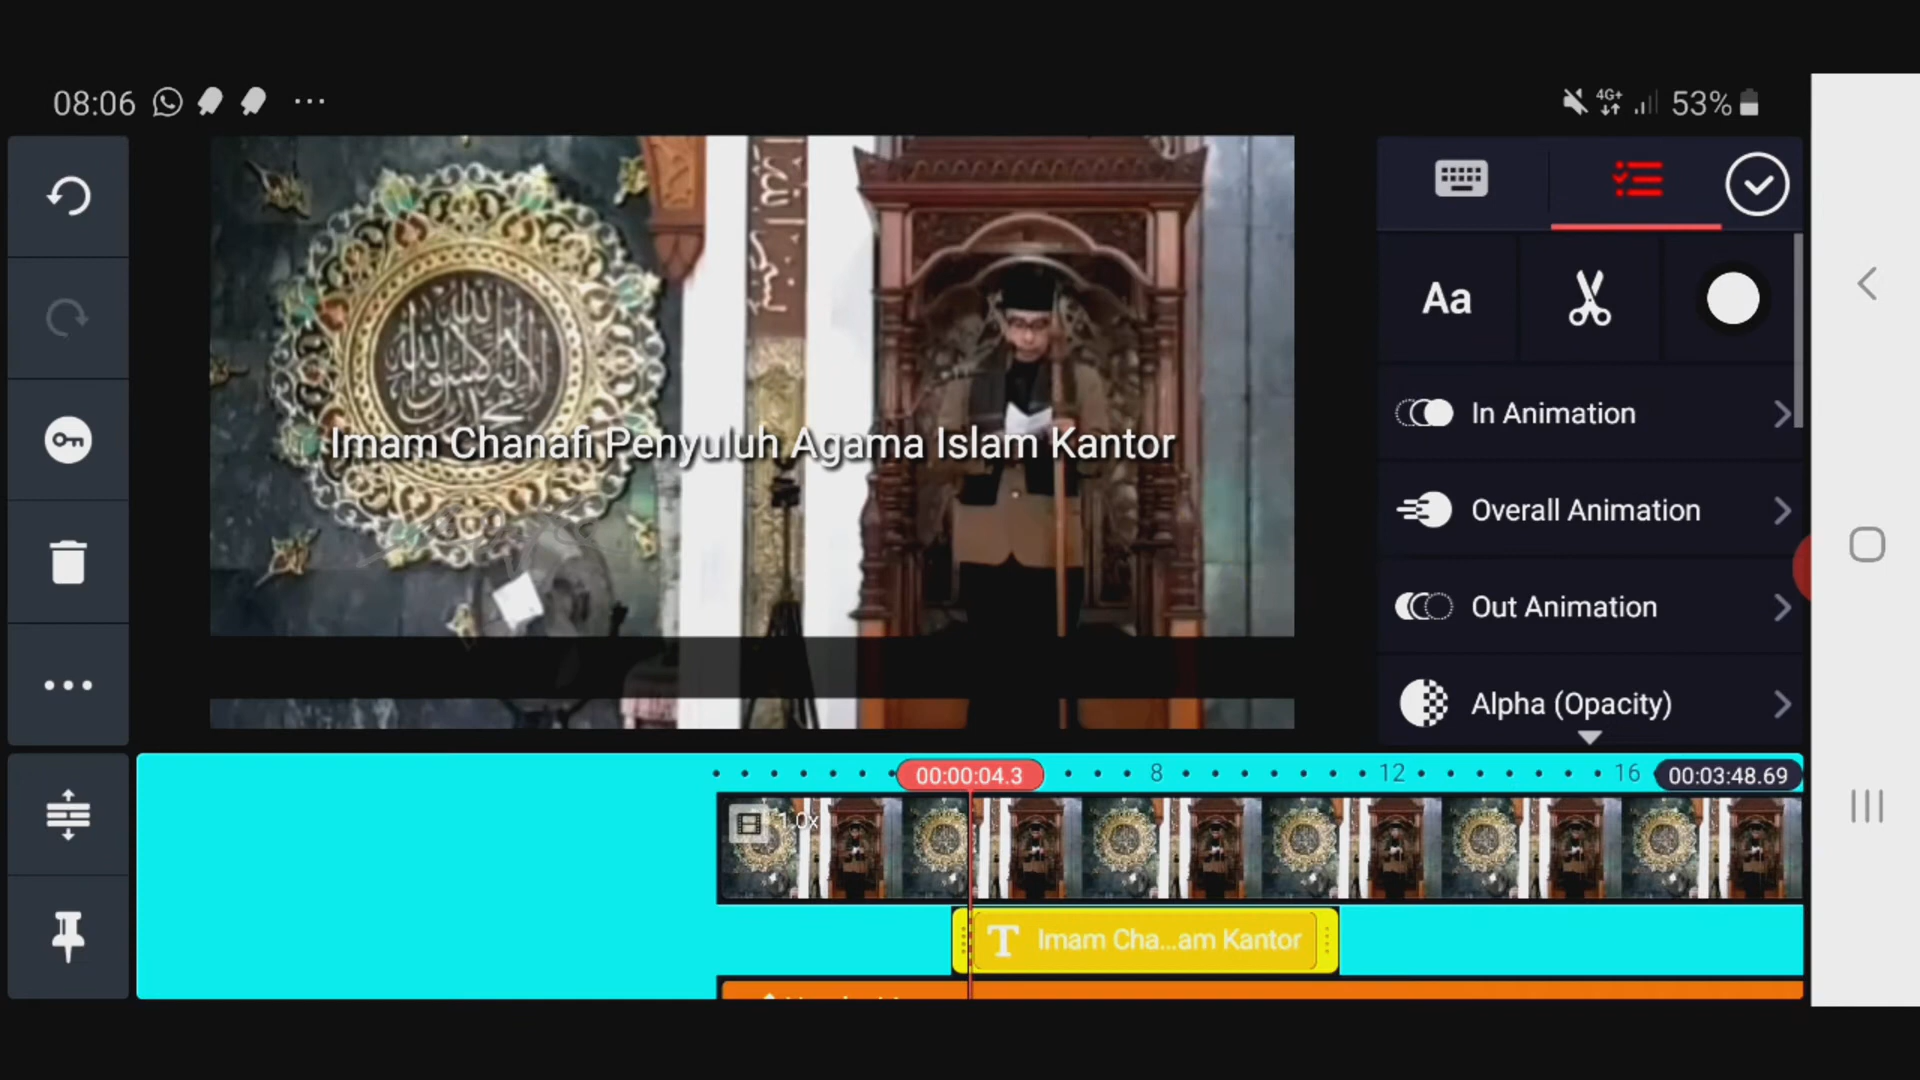 08:06
4G+
53%
Aa
Imam Chanafi Penyuluh Agama Islam Kantor
In Animation
Overall Animation
Out Animation
Alpha (Opacity)
00:00:04.3
8
12
16
00:03:48.69
1.0x
T Imam Cha...am Kantor